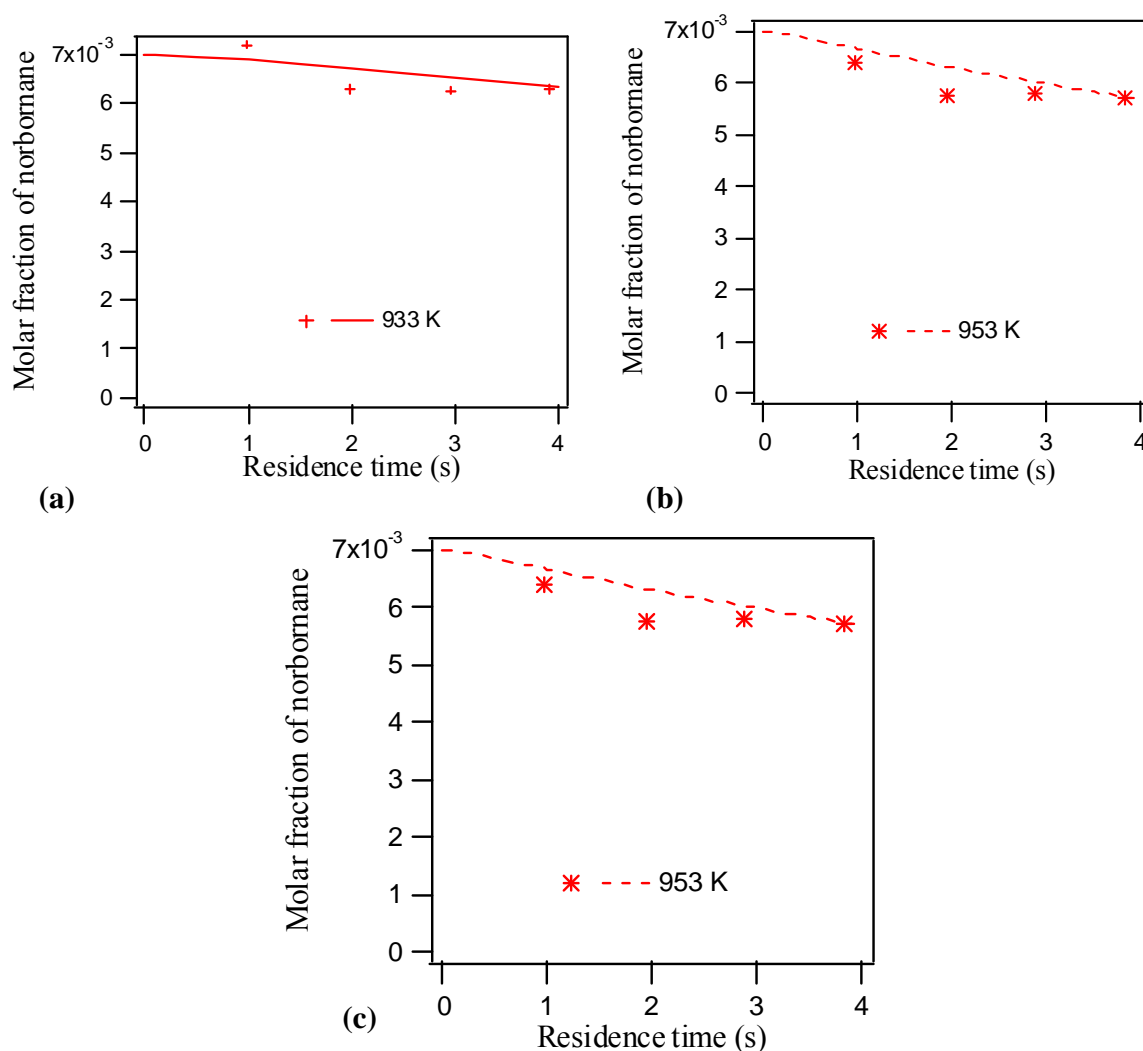 7x10⁻³
6
5
4
3
2
1
0
Molar fraction of norbornane
933 K
0 1 2 3 4
Residence time (s)
(a)
7x10⁻³
6
5
4
3
2
1
0
Molar fraction of norbornane
953 K
0 1 2 3 4
Residence time (s)
(b)
7x10⁻³
6
5
4
3
2
1
0
Molar fraction of norbornane
953 K
0 1 2 3 4
Residence time (s)
(c)